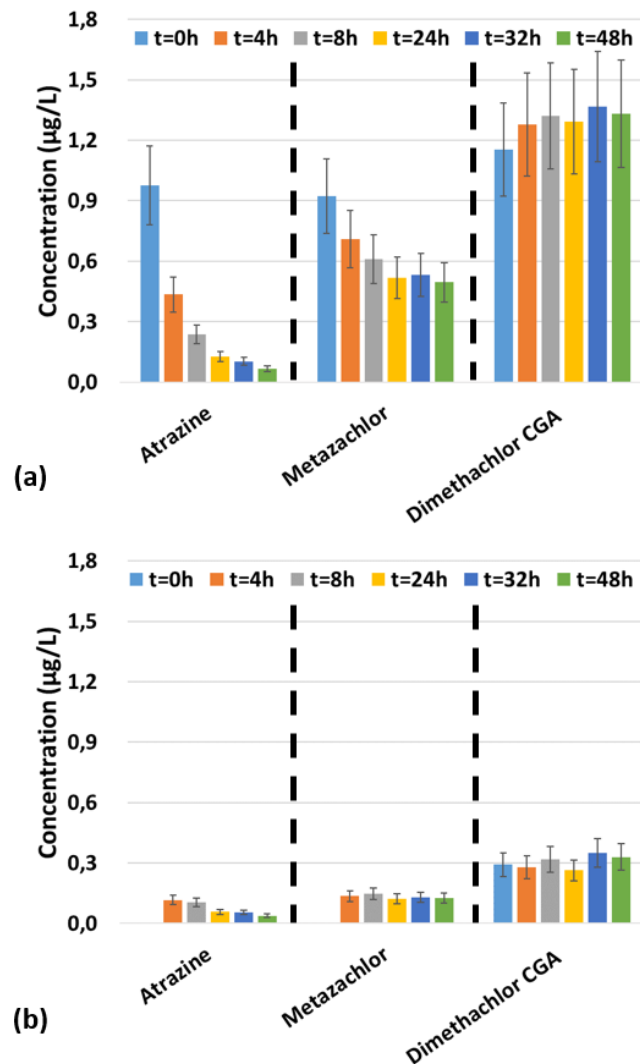 1,8
t=0h t=4h t=8h t=24h t=32h t=48h
1,5
1,2
0,9
0,6
0,3
0,0
Concentration (µg/L)
Atrazine
Metazachlor
Dimethachlor CGA
(a)
1,8
t=0h t=4h t=8h t=24h t=32h t=48h
1,5
1,2
0,9
0,6
0,3
0,0
Concentration (µg/L)
Atrazine
Metazachlor
Dimethachlor CGA
(b)